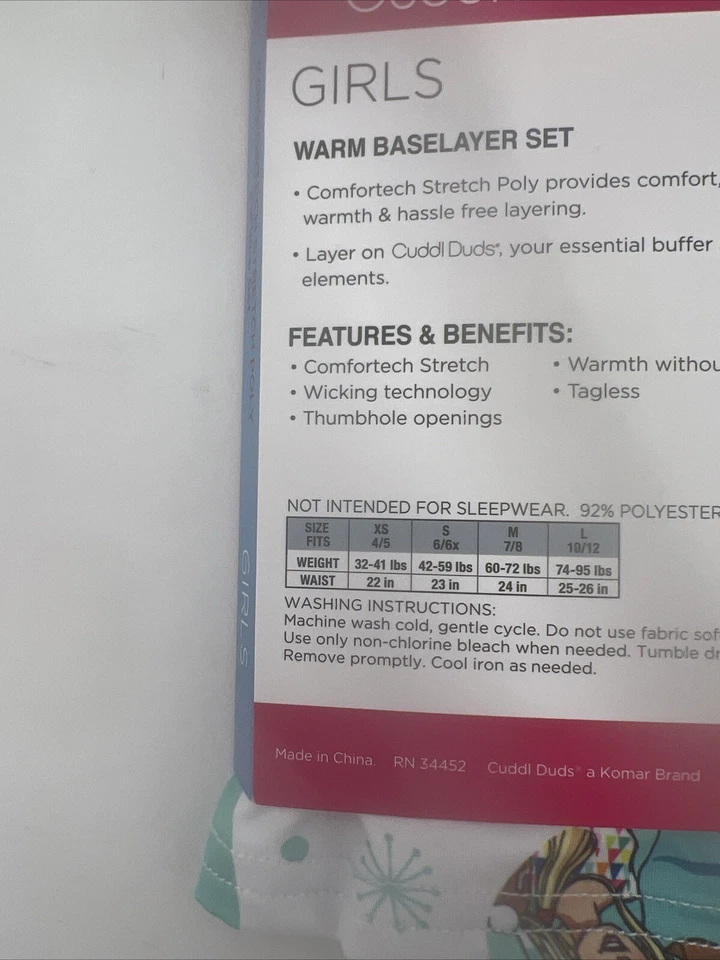 GIRLS
WARM BASELAYER SET
• Comfortech Stretch Poly provides comfort,
warmth & hassle free layering.
• Layer on Cuddl Duds®, your essential buffer
elements.
FEATURES & BENEFITS:
• Comfortech Stretch • Warmth
• Wicking technology • Tagless
• Thumbhole openings
NOT INTENDED FOR SLEEPWEAR. 92% POLYESTER
SIZE FITS XS 4/5 S 6/6x M 7/8 L 10/12
WEIGHT 32-41 lbs 42-59 lbs 60-72 lbs 74-95 lbs
WAIST 22 in 23 in 24 in 25-26 in
WASHING INSTRUCTIONS:
Machine wash cold, gentle cycle. Do not use fabric
Use only non-chlorine bleach when needed. Tumble
Remove promptly. Cool iron as needed.
Made in China. RN 34452 Cuddl Duds® a Komar Brand
GIRLS